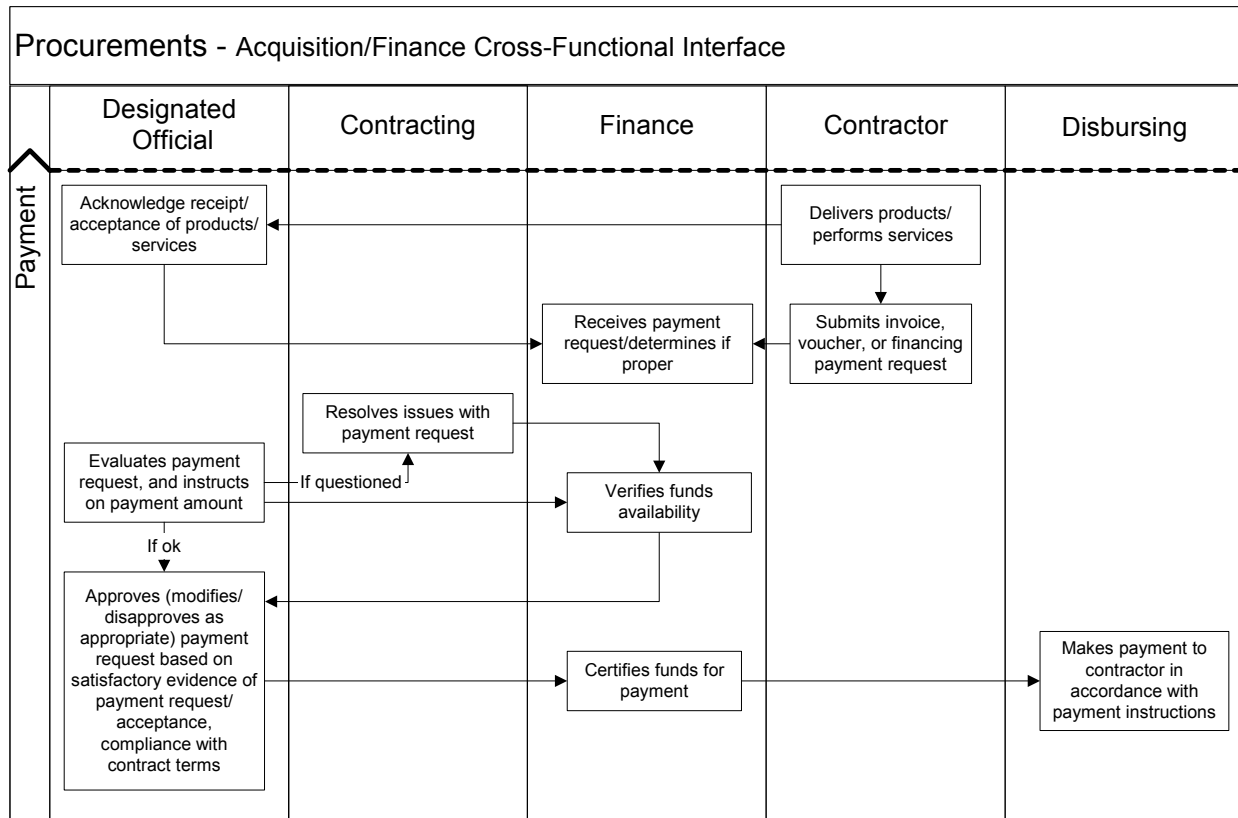 Procurements - Acquisition/Finance Cross-Functional Interface
Designated
Official
Contracting
Finance
Contractor
Disbursing
Payment
Acknowledge receipt/
acceptance of products/
services
Delivers products/
performs services
Receives payment
request/determines if
proper
Submits invoice,
voucher, or financing
payment request
Resolves issues with
payment request
Evaluates payment
request, and instructs
on payment amount
If questioned
Verifies funds
availability
If ok
Approves (modifies/
disapproves as
appropriate) payment
request based on
satisfactory evidence of
payment request/
acceptance,
compliance with
contract terms
Certifies funds for
payment
Makes payment to
contractor in
accordance with
payment instructions